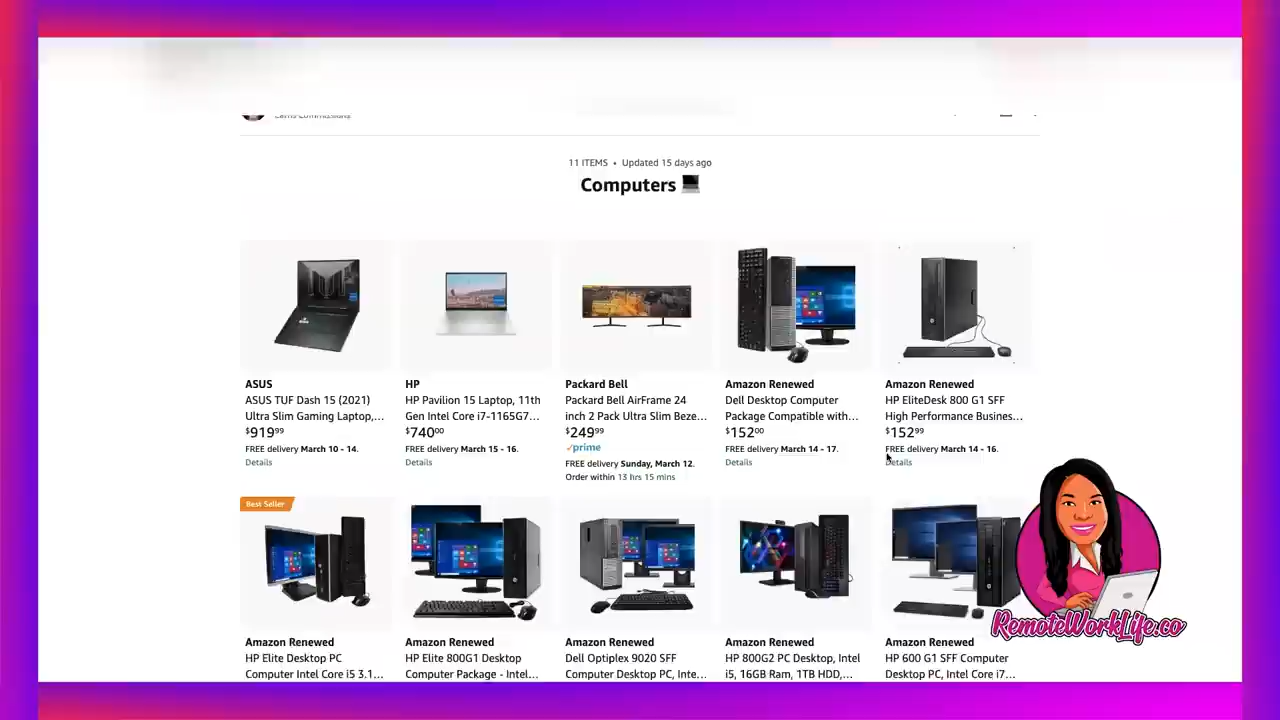 11 ITEMS • Updated 15 days ago
Computers
ASUS
ASUS TUF Dash 15 (2021)
Ultra Slim Gaming Laptop,...
$919.99
FREE delivery March 10 - 14.
Details
HP
HP Pavilion 15 Laptop, 11th
Gen Intel Core i7-1165G7...
$740.00
FREE delivery March 15 - 16.
Details
Packard Bell
Packard Bell AirFrame 24
inch 2 Pack Ultra Slim Beze...
$249.99
prime
FREE delivery Sunday, March 12.
Order within 13 hrs 15 mins
Amazon Renewed
Dell Desktop Computer
Package Compatible with...
$152.00
FREE delivery March 14 - 17.
Details
Amazon Renewed
HP EliteDesk 800 G1 SFF
High Performance Busines...
$152.99
FREE delivery March 14 - 16.
Details
Best Seller
Amazon Renewed
HP Elite Desktop PC
Computer Intel Core i5 3.1...
Amazon Renewed
HP Elite 800G1 Desktop
Computer Package - Intel...
Amazon Renewed
Dell Optiplex 9020 SFF
Computer Desktop PC, Inte...
Amazon Renewed
HP 800G2 PC Desktop, Intel
i5, 16GB Ram, 1TB HDD,...
Amazon Renewed
HP 600 G1 SFF Computer
Desktop PC, Intel Core i7...
RemoteWorkLife.co